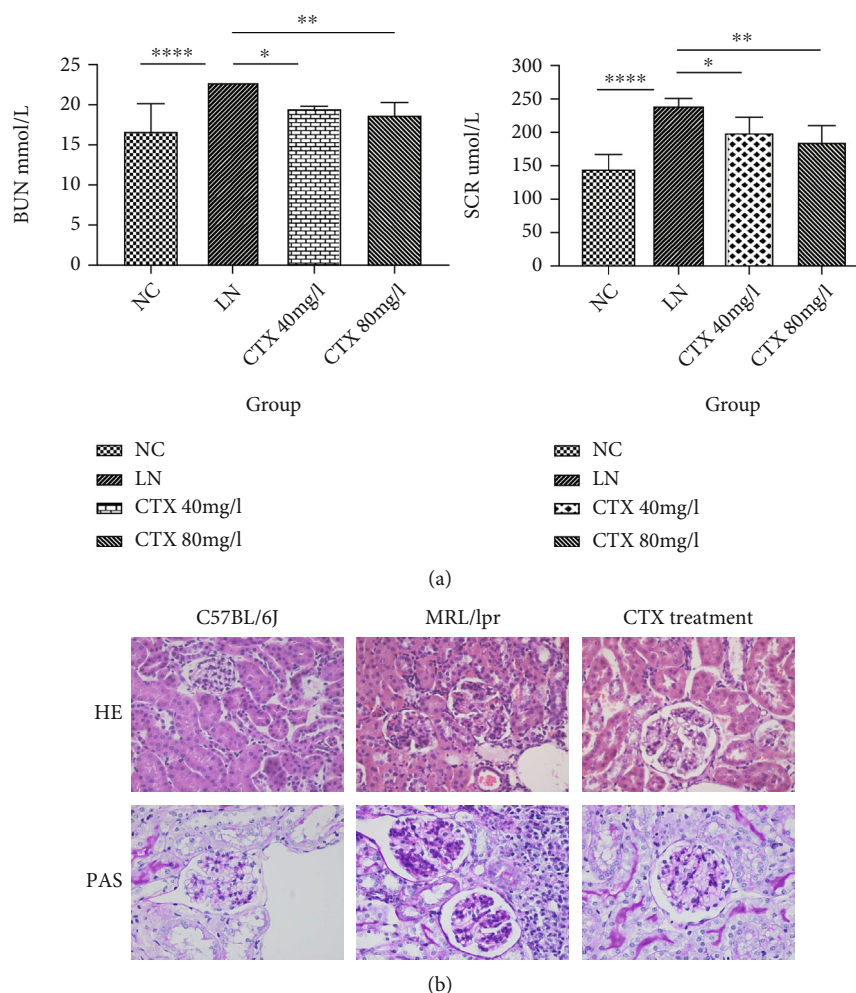 **
**** *
25
20
15
10
5
0
BUN mmol/L
NC
LN
CTX 40mg/l
CTX 80mg/l
Group
NC
LN
CTX 40mg/l
CTX 80mg/l
**
*
****
300
250
200
150
100
50
0
SCR umol/L
NC
LN
CTX 40mg/l
CTX 80mg/l
Group
NC
LN
CTX 40mg/l
CTX 80mg/l
(a)
C57BL/6J MRL/lpr CTX treatment
HE
PAS
(b)